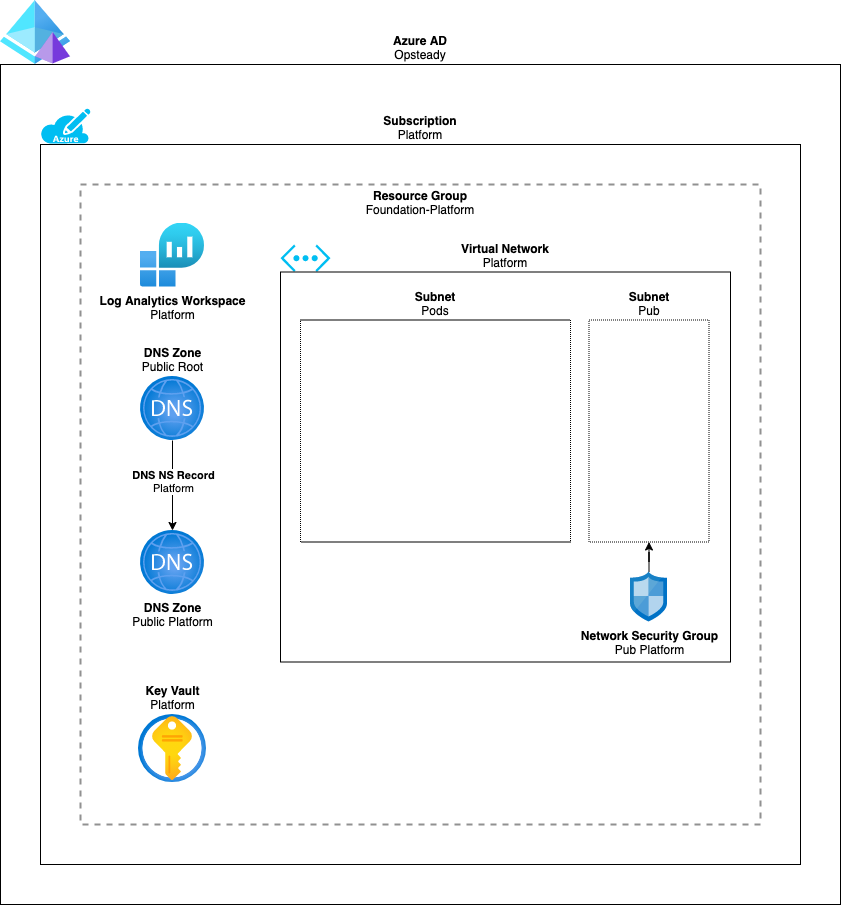 Azure AD
Opsteady
Subscription
Platform
Azure
Resource Group
Foundation-Platform
Log Analytics Workspace
Platform
Virtual Network
Platform
Subnet
Pods
Subnet
Pub
DNS Zone
Public Root
DNS
DNS NS Record
Platform
DNS
DNS Zone
Public Platform
Network Security Group
Pub Platform
Key Vault
Platform